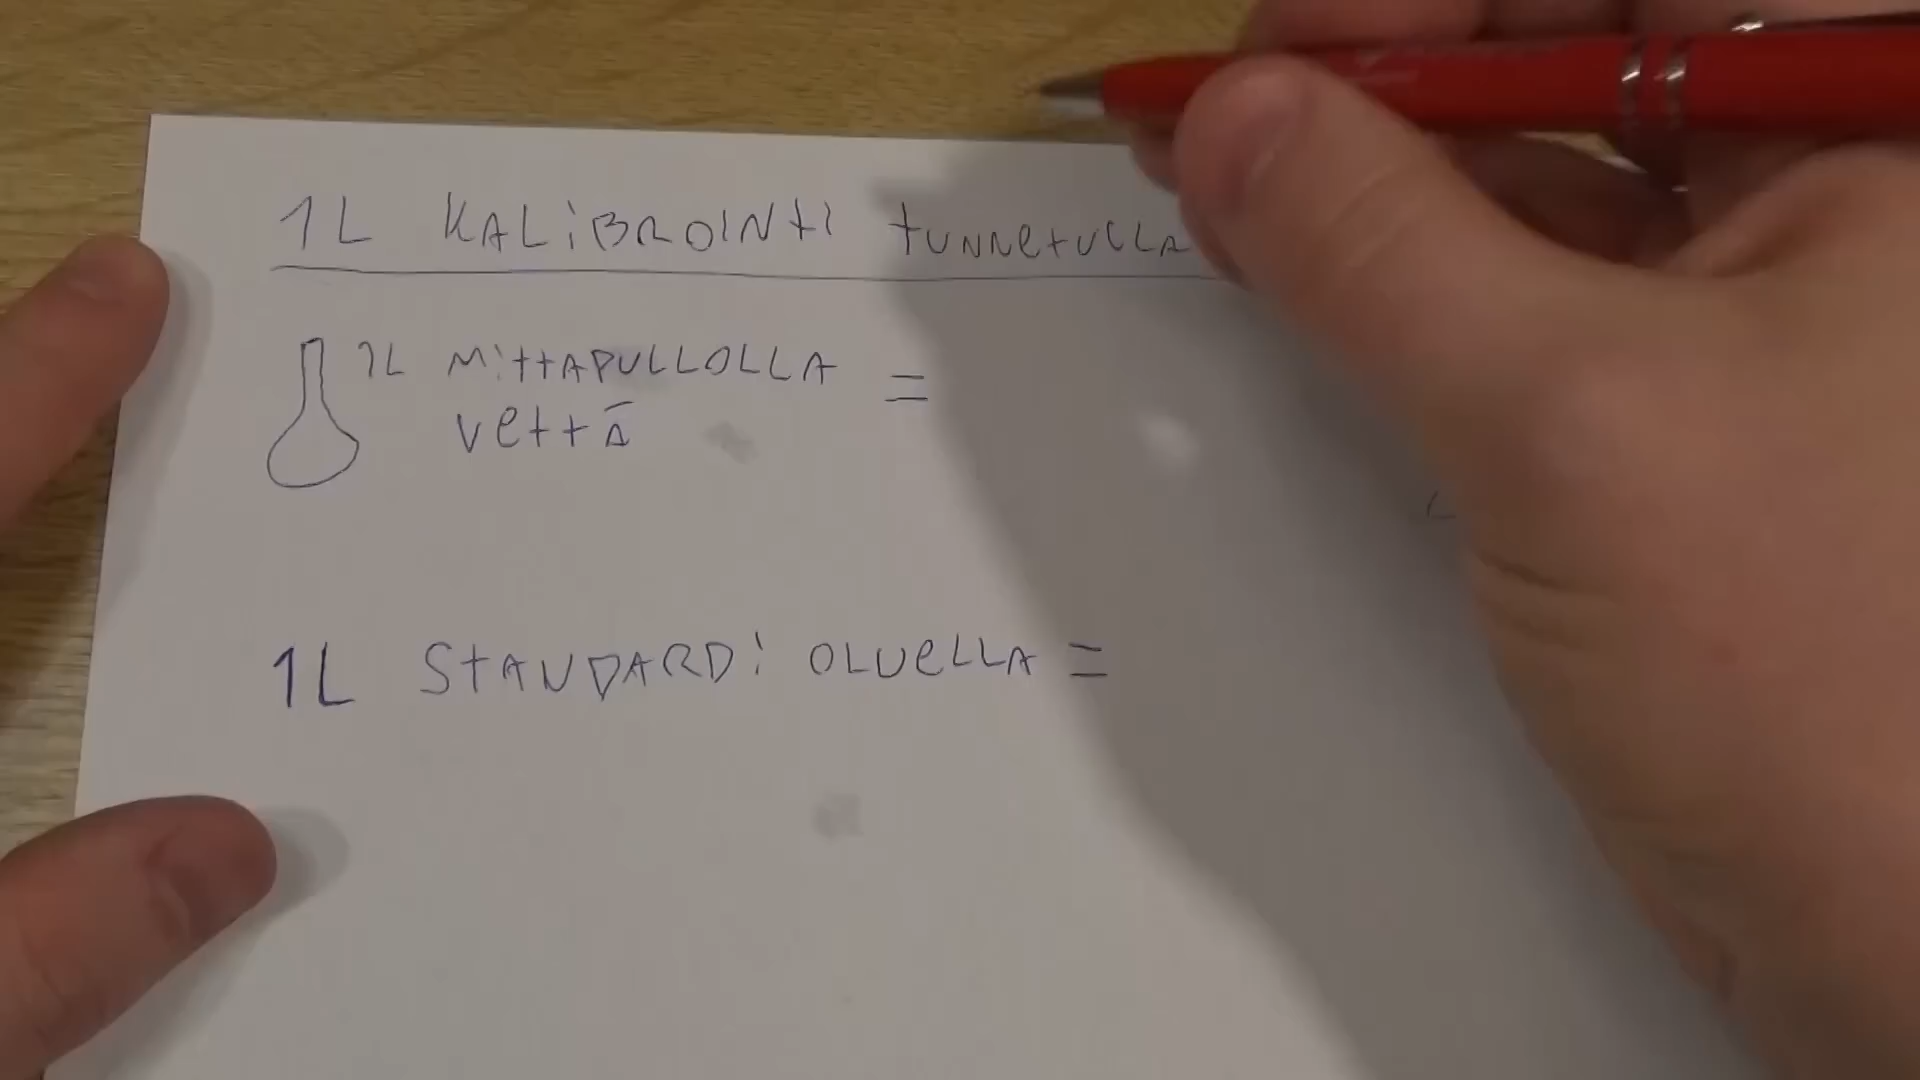 1L KALiBROINTI tUNNetULLA
1L MittAPULLOLLA =
Vettä
1L StANDARDi OLUeLLA =